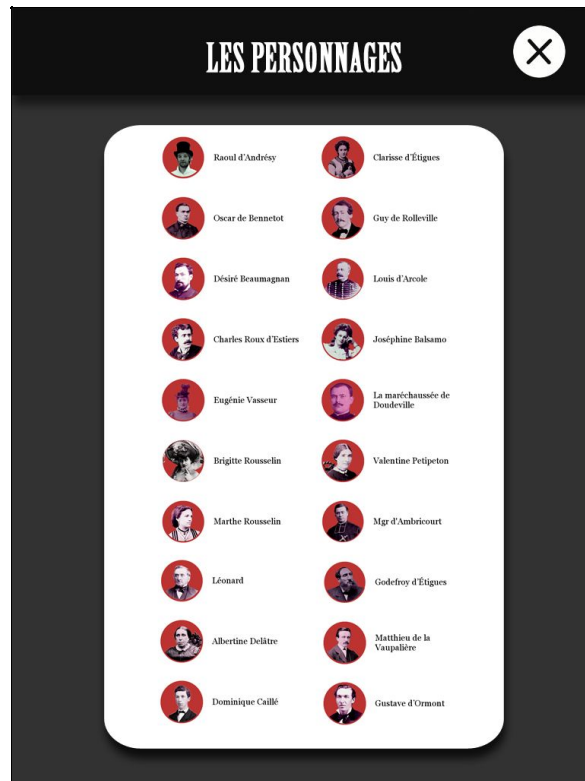 LES PERSONNAGES
Raoul d'Andrésy
Clarisse d'Étigues
Oscar de Bennetot
Guy de Rolleville
Désiré Beaumagnan
Louis d'Arcole
Charles Roux d'Estiers
Joséphine Balsamo
Eugénie Vasseur
La maréchaussée de
Doudeville
Brigitte Rousselin
Valentine Petipeton
Marthe Rousselin
Mgr d'Ambricourt
Léonard
Godefroy d'Étigues
Albertine Delâtre
Matthieu de la
Vaupalière
Dominique Caillé
Gustave d'Ormont